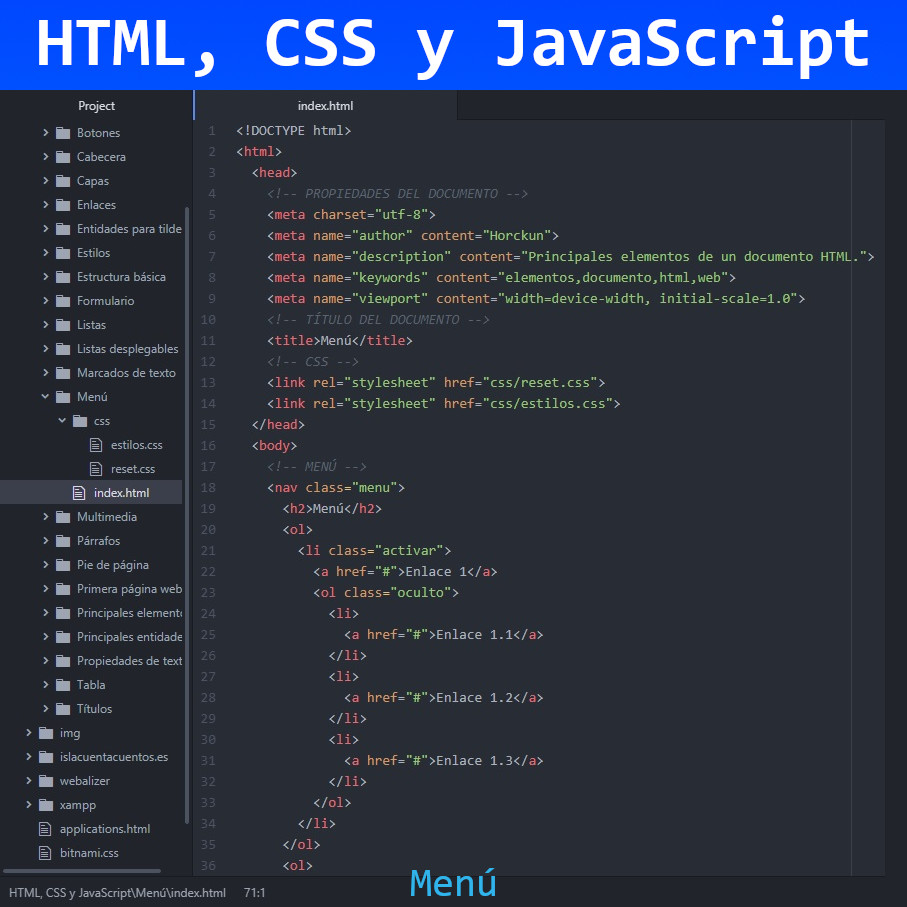 HTML, CSS y JavaScript
Project
Botones
Cabecera
Capas
Enlaces
Entidades para tilde
Estilos
Estructura básica
Formulario
Listas
Listas desplegables
Marcados de texto
Menú
css
estilos.css
reset.css
index.html
Multimedia
Párrafos
Pie de página
Primera página web
Principales elemento
Principales entidade
Propiedades de text
Tabla
Títulos
img
islacuentacuentos.es
webalizer
xampp
applications.html
bitnami.css
index.html
1 <!DOCTYPE html>
2 <html>
3 <head>
4 <!-- PROPIEDADES DEL DOCUMENTO -->
5 <meta charset="utf-8">
6 <meta name="author" content="Horckun">
7 <meta name="description" content="Principales elementos de un documento HTML.">
8 <meta name="keywords" content="elementos,documento,html,web">
9 <meta name="viewport" content="width=device-width, initial-scale=1.0">
10 <!-- TÍTULO DEL DOCUMENTO -->
11 <title>Menú</title>
12 <!-- CSS -->
13 <link rel="stylesheet" href="css/reset.css">
14 <link rel="stylesheet" href="css/estilos.css">
15 </head>
16 <body>
17 <!-- MENÚ -->
18 <nav class="menu">
19 <h2>Menú</h2>
20 <ol>
21 <li class="activar">
22 <a href="#">Enlace 1</a>
23 <ol class="oculto">
24 <li>
25 <a href="#">Enlace 1.1</a>
26 </li>
27 <li>
28 <a href="#">Enlace 1.2</a>
29 </li>
30 <li>
31 <a href="#">Enlace 1.3</a>
32 </li>
33 </ol>
34 </li>
35 </ol>
36 <ol>
HTML, CSS y JavaScript\Menú\index.html 71:1
Menú